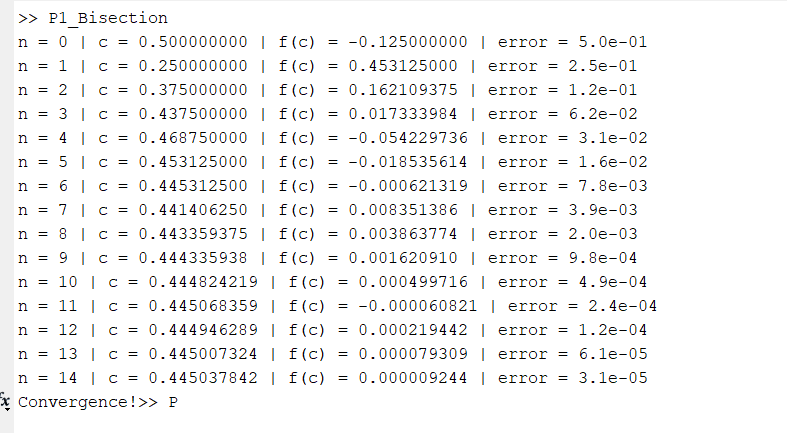 >> P1_Bisection
n = 0 | c = 0.500000000 | f(c) = -0.125000000 | error = 5.0e-01
n = 1 | c = 0.250000000 | f(c) = 0.453125000 | error = 2.5e-01
n = 2 | c = 0.375000000 | f(c) = 0.162109375 | error = 1.2e-01
n = 3 | c = 0.437500000 | f(c) = 0.017333984 | error = 6.2e-02
n = 4 | c = 0.468750000 | f(c) = -0.054229736 | error = 3.1e-02
n = 5 | c = 0.453125000 | f(c) = -0.018535614 | error = 1.6e-02
n = 6 | c = 0.445312500 | f(c) = -0.000621319 | error = 7.8e-03
n = 7 | c = 0.441406250 | f(c) = 0.008351386 | error = 3.9e-03
n = 8 | c = 0.443359375 | f(c) = 0.003863774 | error = 2.0e-03
n = 9 | c = 0.444335938 | f(c) = 0.001620910 | error = 9.8e-04
n = 10 | c = 0.444824219 | f(c) = 0.000499716 | error = 4.9e-04
n = 11 | c = 0.445068359 | f(c) = -0.000060821 | error = 2.4e-04
n = 12 | c = 0.444946289 | f(c) = 0.000219442 | error = 1.2e-04
n = 13 | c = 0.445007324 | f(c) = 0.000079309 | error = 6.1e-05
n = 14 | c = 0.445037842 | f(c) = 0.000009244 | error = 3.1e-05
fx Convergence!>> P